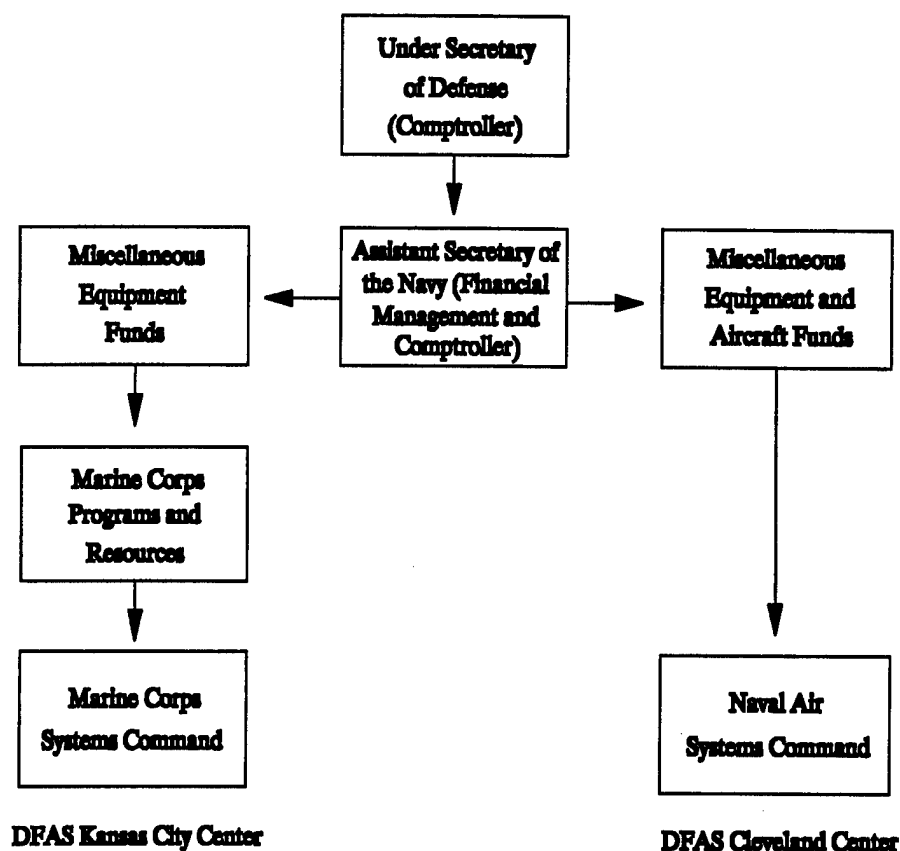 Under Secretary
of Defense
(Comptroller)
Miscellaneous
Equipment
Funds
Assistant Secretary of
the Navy (Financial
Management and
Comptroller)
Miscellaneous
Equipment and
Aircraft Funds
Marine Corps
Programs and
Resources
Marine Corps
Systems Command
Naval Air
Systems Command
DFAS Kansas City Center
DFAS Cleveland Center